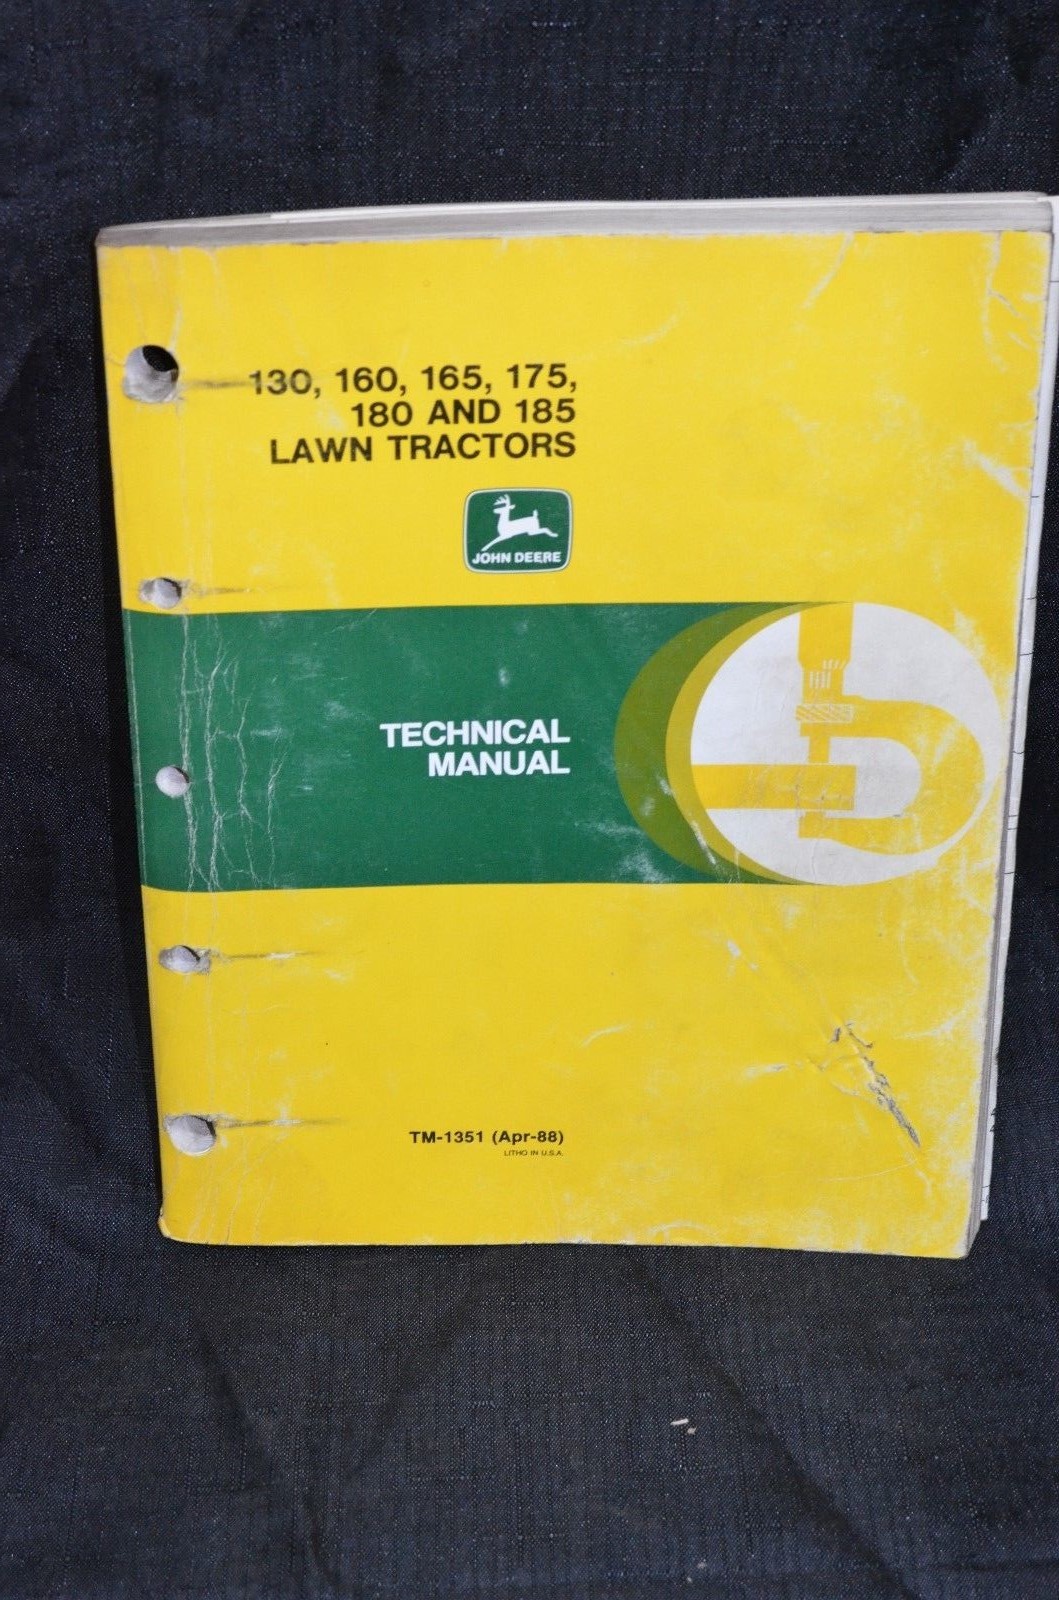 130, 160, 165, 175,
180 AND 185
LAWN TRACTORS
JOHN DEERE
TECHNICAL
MANUAL
TM-1351 (Apr-88)
LITHO IN U.S.A.